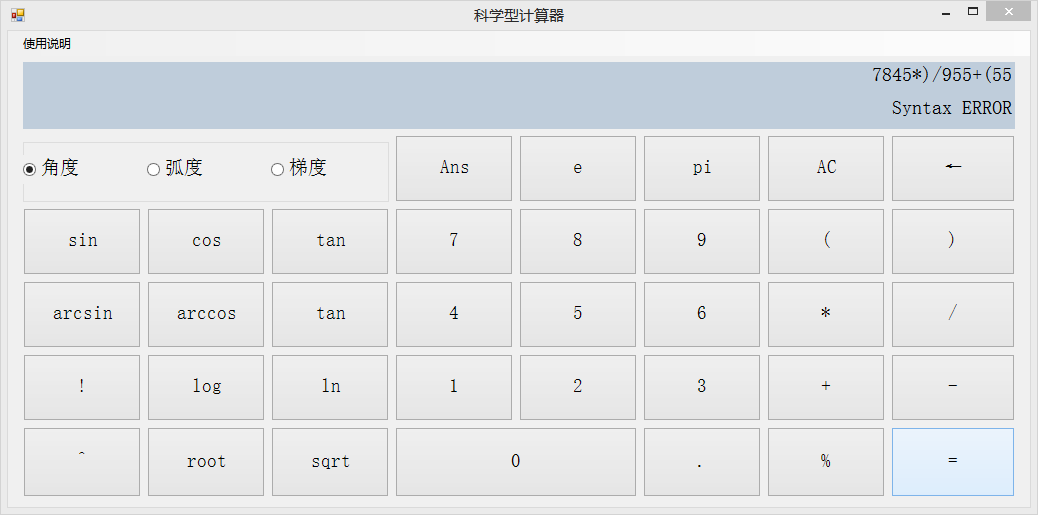 科学型计算器
使用说明
7845*)/955+(55
Syntax ERROR
角度 弧度 梯度 Ans e pi AC ←
sin cos tan 7 8 9 ( )
arcsin arccos tan 4 5 6 * /
! log ln 1 2 3 + -
^ root sqrt 0 . % =